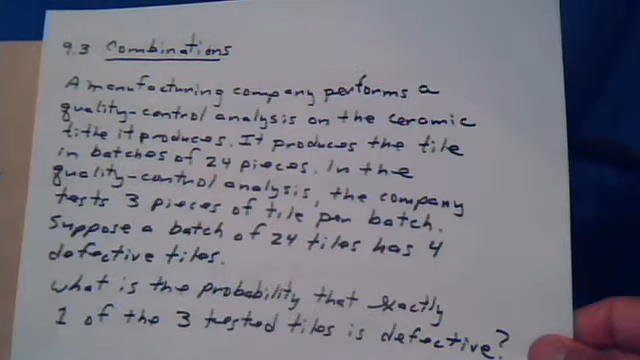 9.3 Combinations
A manufacturing company performs a
quality-control analysis on the ceramic
title it produces. It produces the tile
in batches of 24 pieces. In the
quality-control analysis, the company
tests 3 pieces of tile per batch.
Suppose a batch of 24 tiles has 4
defective tiles.
What is the probability that exactly
1 of the 3 tested tiles is defective?